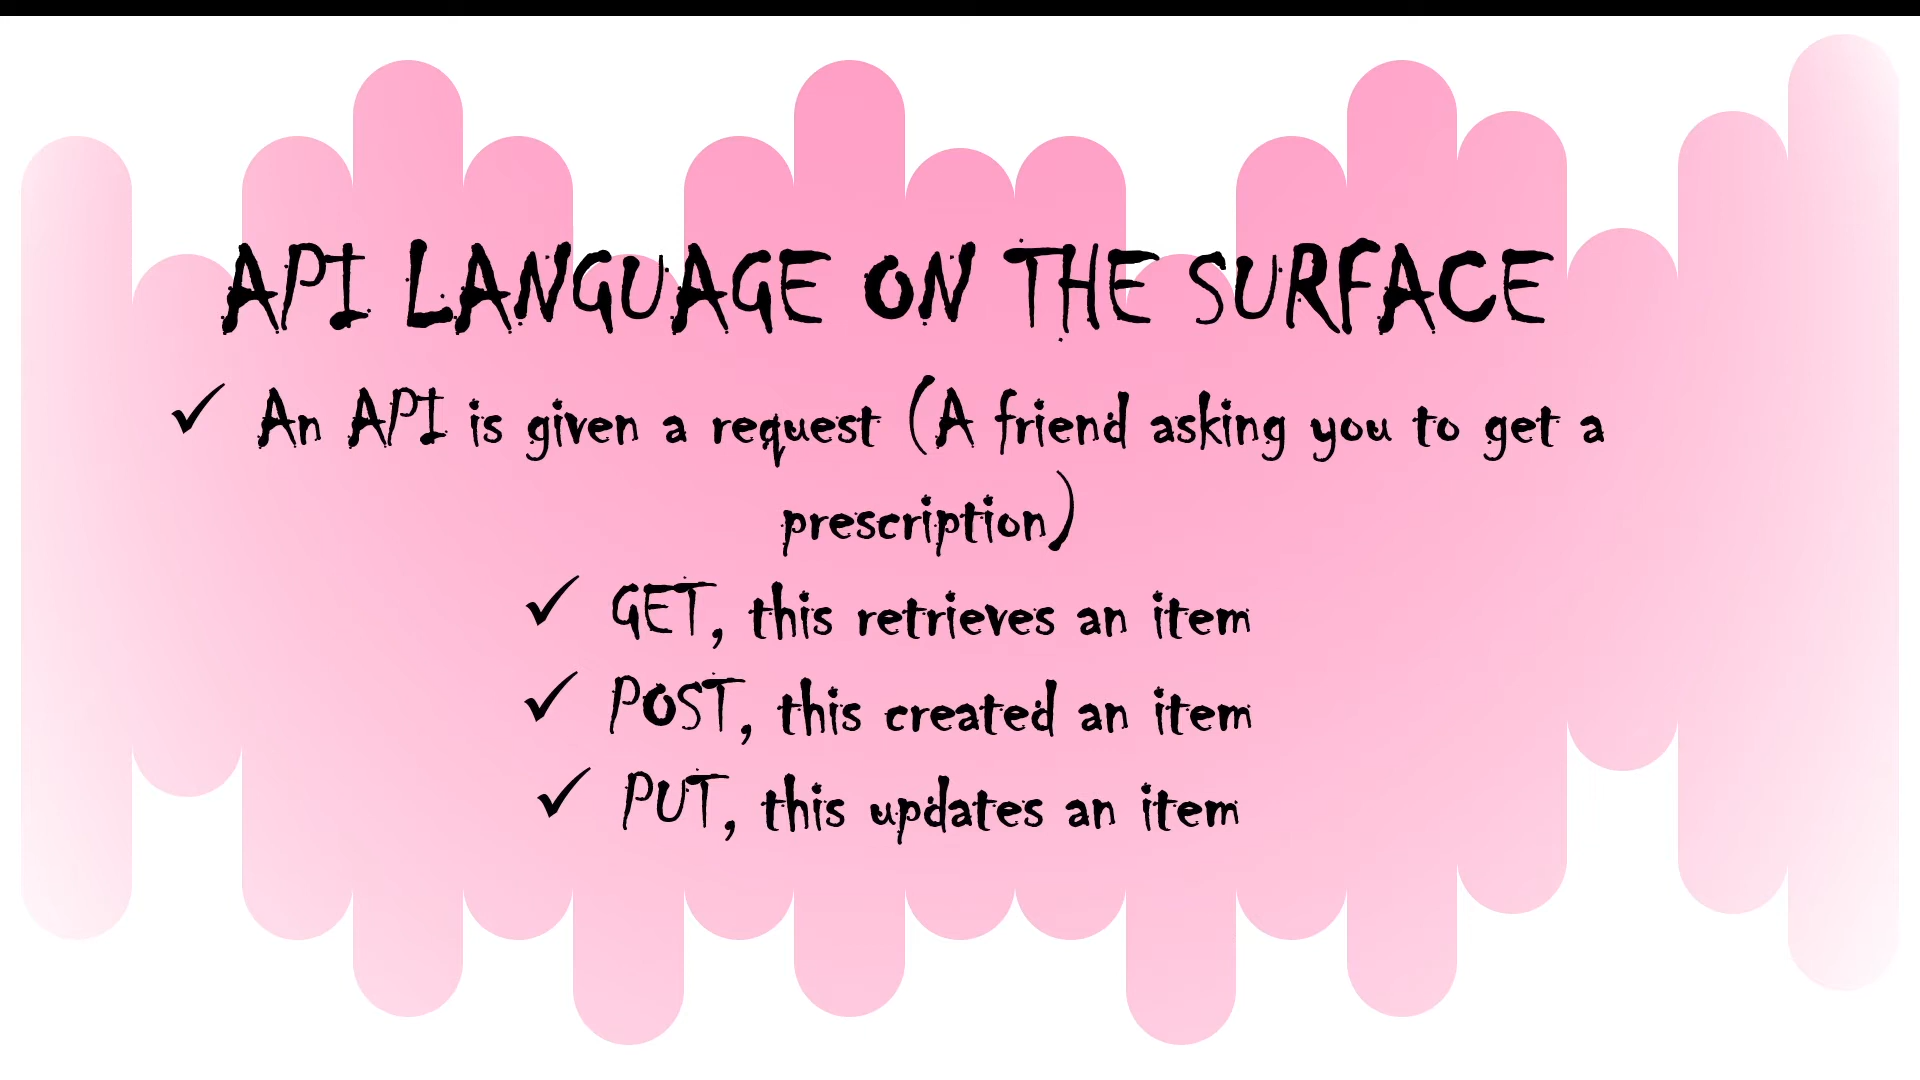 API LANGUAGE ON THE SURFACE
✓ An API is given a request (A friend asking you to get a
prescription)
✓ GET, this retrieves an item
✓ POST, this created an item
✓ PUT, this updates an item